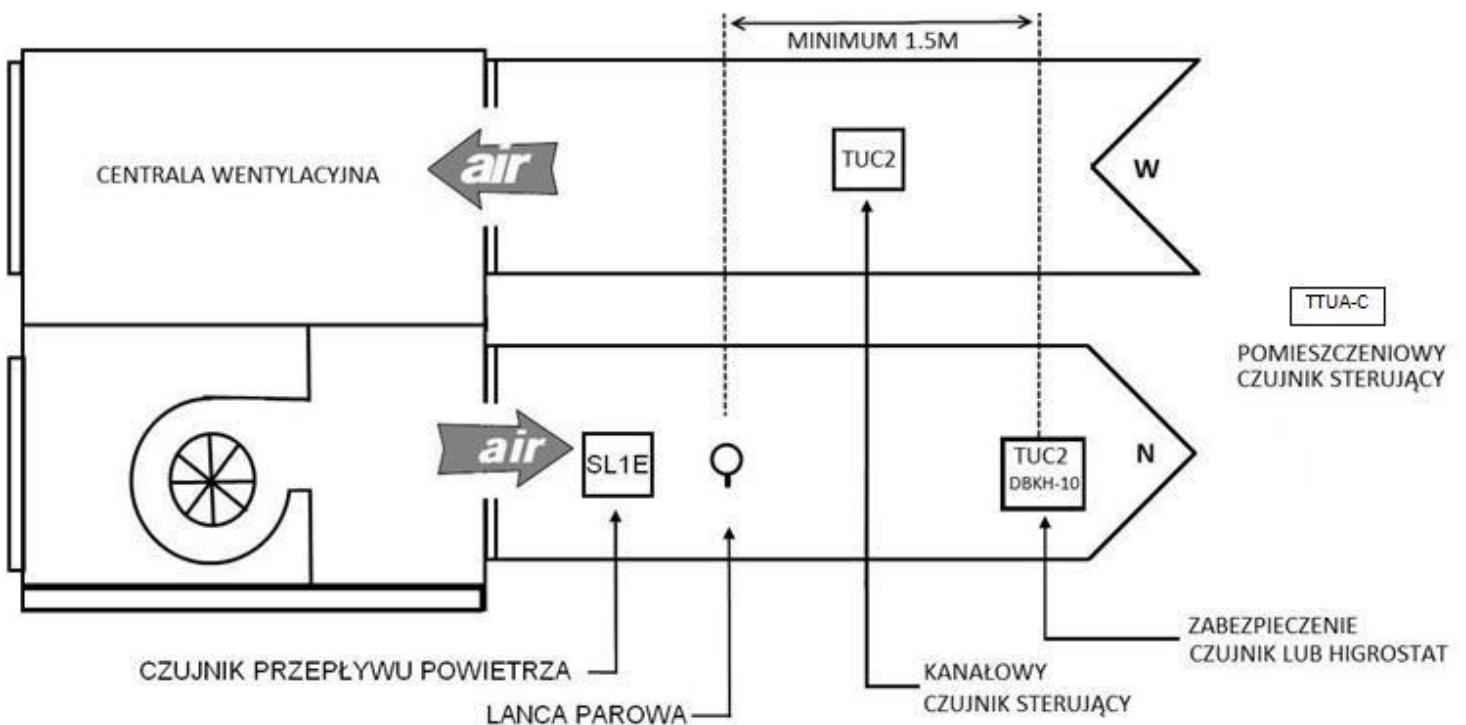 MINIMUM 1.5M
CENTRALA WENTYLACYJNA
air
TUC2
W
TTUA-C
POMIESZCZENIOWY
CZUJNIK STERUJĄCY
air
SL1E
TUC2
DBKH-10
N
ZABEZPIECZENIE
CZUJNIK LUB HIGROSTAT
CZUJNIK PRZEPŁYWU POWIETRZA
KANAŁOWY
CZUJNIK STERUJĄCY
LANCA PAROWA